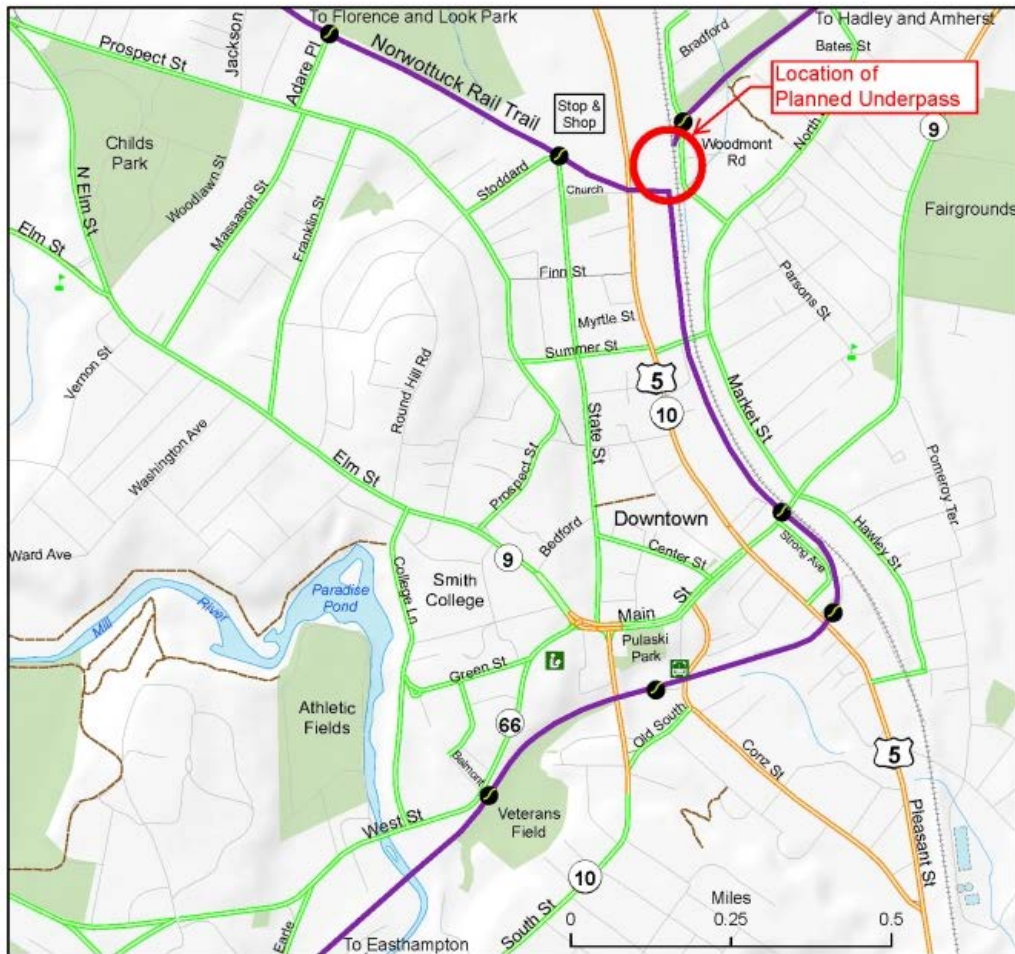 To Florence and Look Park
To Hadley and Amherst
Bradford
Bates St
Prospect St
Jackson
Adare Pl
Norwottuck Rail Trail
Location of
Planned Underpass
Stop &
Shop
9
Childs
Park
Woodmont
Rd
North
N Elm St
Woodlawn St
Massasoit St
Franklin St
Stoddard
Church
Fairgrounds
Elm St
Finn St
Parsons St
Myrtle St
Summer St
Vernon St
Round Hill Rd
5
10
Market St
State St
Washington Ave
Elm St
Prospect St
Pomeroy Ter
Bedford
Downtown
Ward Ave
Center St
Strong Ave
Hawley St
9
College Ln
Smith
College
Paradise
Pond
Mill
River
Main
St
Pulaski
Park
Green St
Athletic
Fields
66
Old South
Conz St
5
Belmont
West St
Veterans
Field
Pleasant St
10
South St
Miles
0
0.25
0.5
Earle
To Easthampton